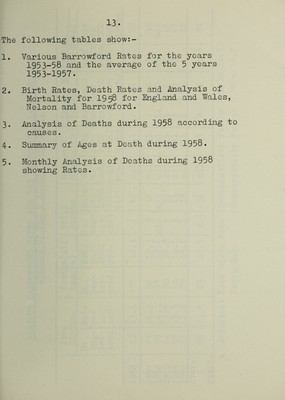 13.
The following tables show:-
1. Various Barrowford Rates for the years
1953-58 and the average of the 5 years
1953-1957.
2. Birth Rates, Death Rates and Analysis of
Mortality for 1958 for England and Wales,
Nelson and Barrowford.
3. Analysis of Deaths during 1958 according to
causes.
4. Summary of Ages at Death during 1958.
5. Monthly Analysis of Deaths during 1958
showing Rates.